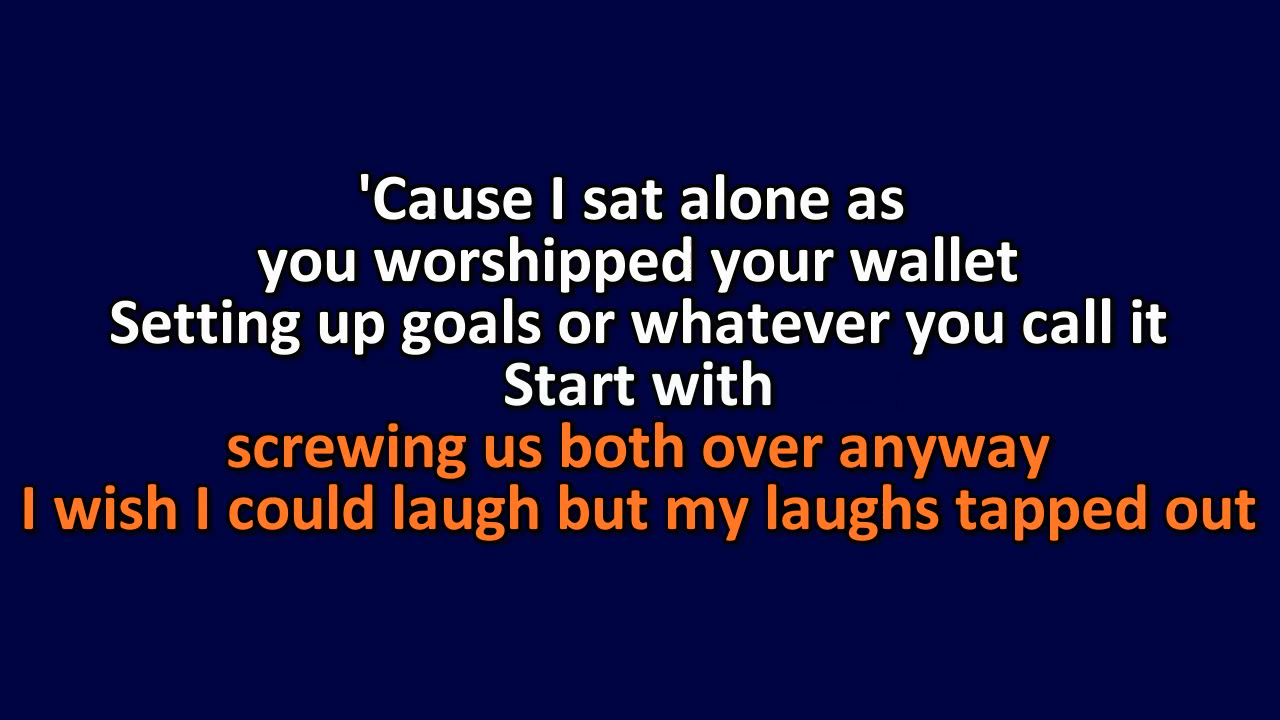 'Cause I sat alone as
you worshipped your wallet
Setting up goals or whatever you call it
Start with
screwing us both over anyway
I wish I could laugh but my laughs tapped out